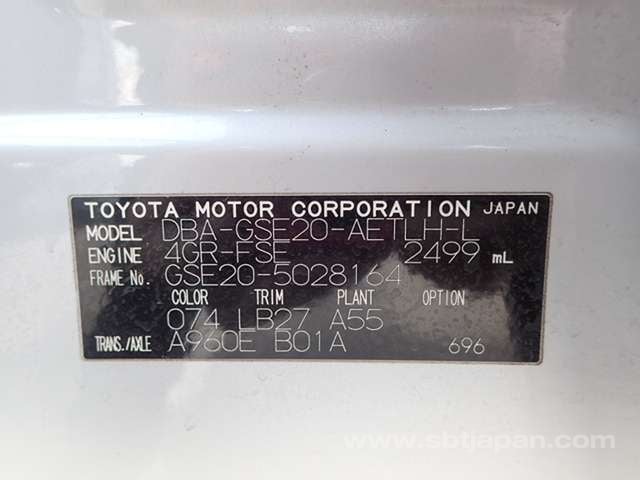 TOYOTA MOTOR CORPORATION JAPAN
MODEL DBA-GSE20-AETLH-L
ENGINE 4GR-FSE 2499 mL
FRAME No. GSE20-5028164
COLOR TRIM PLANT OPTION
074 LB27 A55
TRANS./AXLE A960E B01A 696
www.sbtjapan.com